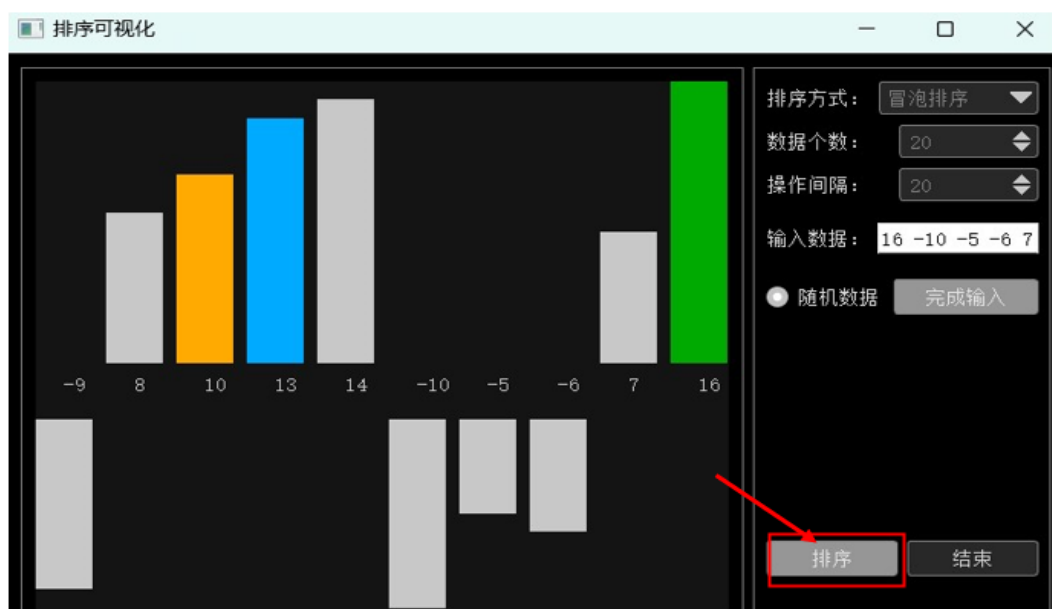 排序可视化
排序方式： 冒泡排序
数据个数： 20
操作间隔： 20
输入数据： 16 -10 -5 -6 7
随机数据 完成输入
-9 8 10 13 14 -10 -5 -6 7 16
排序 结束